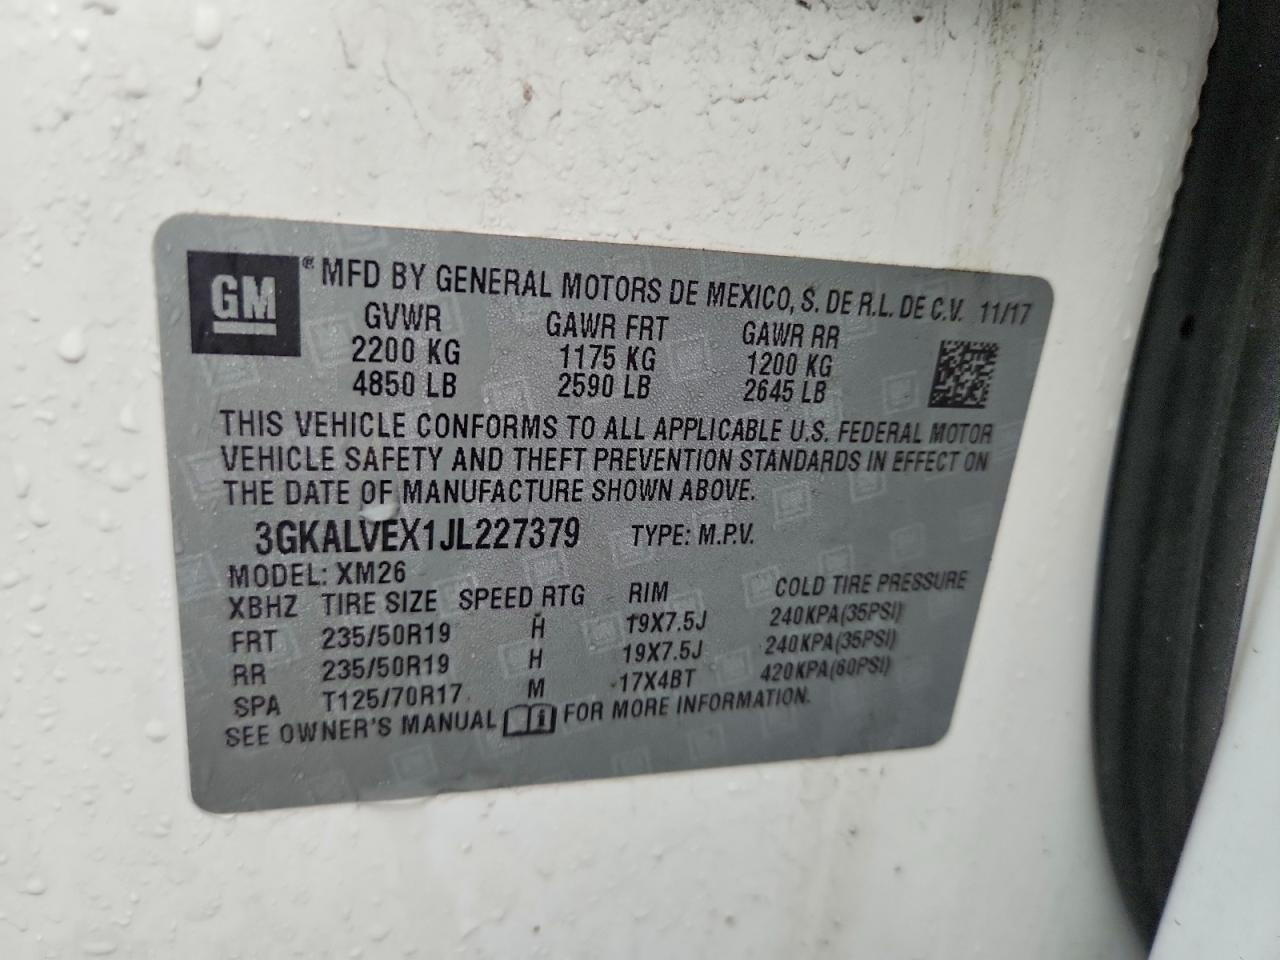 GM ® MFD BY GENERAL MOTORS DE MEXICO, S. DE R.L. DE C.V. 11/17
GVWR GAWR FRT GAWR RR
2200 KG 1175 KG 1200 KG
4850 LB 2590 LB 2645 LB
THIS VEHICLE CONFORMS TO ALL APPLICABLE U.S. FEDERAL MOTOR
VEHICLE SAFETY AND THEFT PREVENTION STANDARDS IN EFFECT ON
THE DATE OF MANUFACTURE SHOWN ABOVE.
3GKALVEX1JL227379 TYPE: M.P.V.
MODEL: XM26
XBHZ TIRE SIZE SPEED RTG RIM COLD TIRE PRESSURE
FRT 235/50R19 H 19X7.5J 240KPA(35PSI)
RR 235/50R19 H 19X7.5J 240KPA(35PSI)
SPA T125/70R17 M 17X4BT 420KPA(60PSI)
SEE OWNER'S MANUAL i FOR MORE INFORMATION.